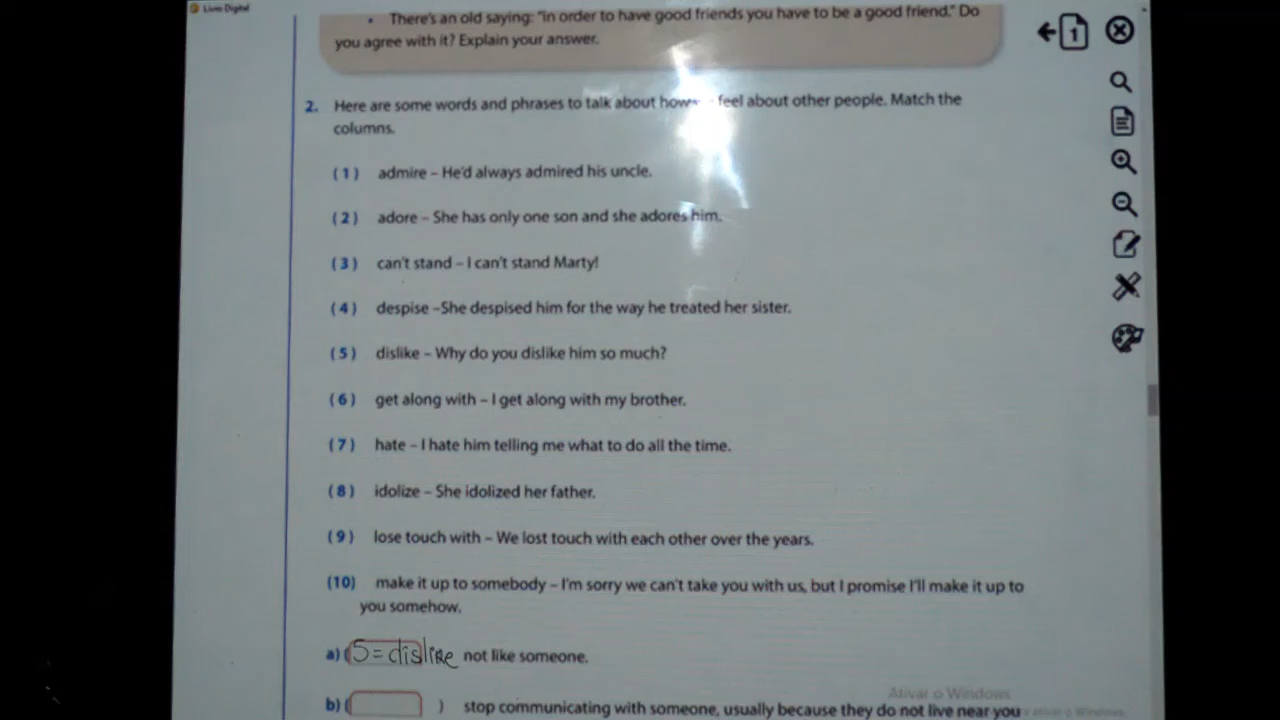 Livro Digital
• There's an old saying: "in order to have good friends you have to be a good friend." Do
you agree with it? Explain your answer.
1
2. Here are some words and phrases to talk about how feel about other people. Match the
columns.
(1) admire – He'd always admired his uncle.
(2) adore – She has only one son and she adores him.
(3) can't stand – I can't stand Marty!
(4) despise –She despised him for the way he treated her sister.
(5) dislike – Why do you dislike him so much?
(6) get along with – I get along with my brother.
(7) hate – I hate him telling me what to do all the time.
(8) idolize – She idolized her father.
(9) lose touch with – We lost touch with each other over the years.
(10) make it up to somebody – I'm sorry we can't take you with us, but I promise I'll make it up to
you somehow.
a) (5=dislike not like someone.
Ativar o Windows
b) ( ) stop communicating with someone, usually because they do not live near you